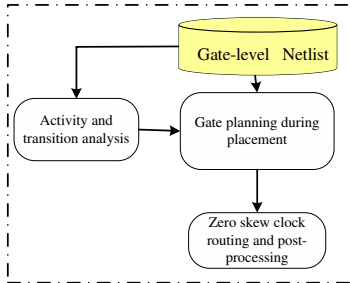 Gate-level Netlist
Activity and
transition analysis
Gate planning during
placement
Zero skew clock
routing and post-
processing